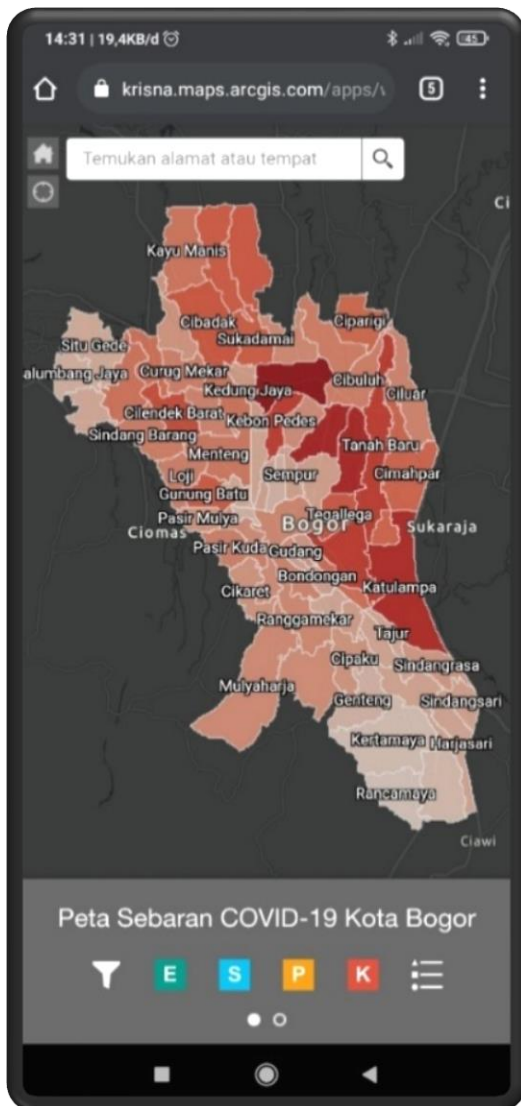 14:31 | 19,4KB/d
45
krisna.maps.arcgis.com/apps/
5
Temukan alamat atau tempat
Ci
Kayu Manis
Cibadak
Ciparigi
Sukadamai
Situ Gede
alumbang Jaya
Curug Mekar
Cibuluh
Kedung Jaya
Ciluar
Cilendek Barat
Kebon Pedes
Sindang Barang
Tanah Baru
Menteng
Loji
Sempur
Cimahpar
Gunung Batu
Tegallega
Pasir Mulya
Bogor
Sukaraja
Ciomas
Pasir Kuda
Gudang
Bondongan
Katulampa
Cikaret
Ranggamekar
Tajur
Cipaku
Sindangrasa
Mulyaharja
Genteng
Sindangsari
Kertamaya
Harjasari
Rancamaya
Ciawi
Peta Sebaran COVID-19 Kota Bogor
E S P K